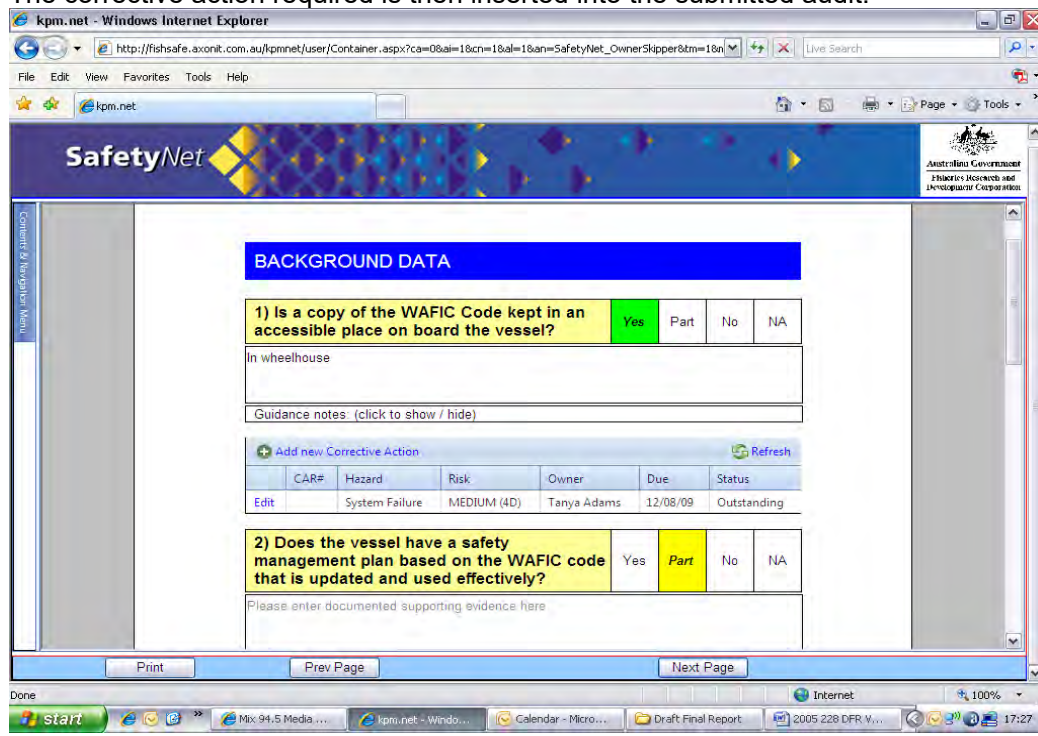 The corrective action required is then inserted into the submitted audit.
kpm.net - Windows Internet Explorer
http://fishsafe.axonit.com.au/kpmnet/user/Container.aspx?ca=0&ai=1&cn=1&al=1&an=SafetyNet_OwnerSkipper&tm=1&n
Live Search
File Edit View Favorites Tools Help
kpm.net
Page Tools
SafetyNet
Australian Government
Fisheries Research and
Development Corporation
Contents & Navigation Menu
BACKGROUND DATA
1) Is a copy of the WAFIC Code kept in an
accessible place on board the vessel?
Yes Part No NA
In wheelhouse
Guidance notes: (click to show / hide)
Add new Corrective Action Refresh
CAR# Hazard Risk Owner Due Status
Edit System Failure MEDIUM (4D) Tanya Adams 12/08/09 Outstanding
2) Does the vessel have a safety
management plan based on the WAFIC code
that is updated and used effectively?
Yes Part No NA
Please enter documented supporting evidence here
Print Prev Page Next Page
Done Internet 100%
start Mix 94.5 Media .... kpm.net - Windo... Calendar - Micro... Draft Final Report 2005 228 DFR V... 17:27